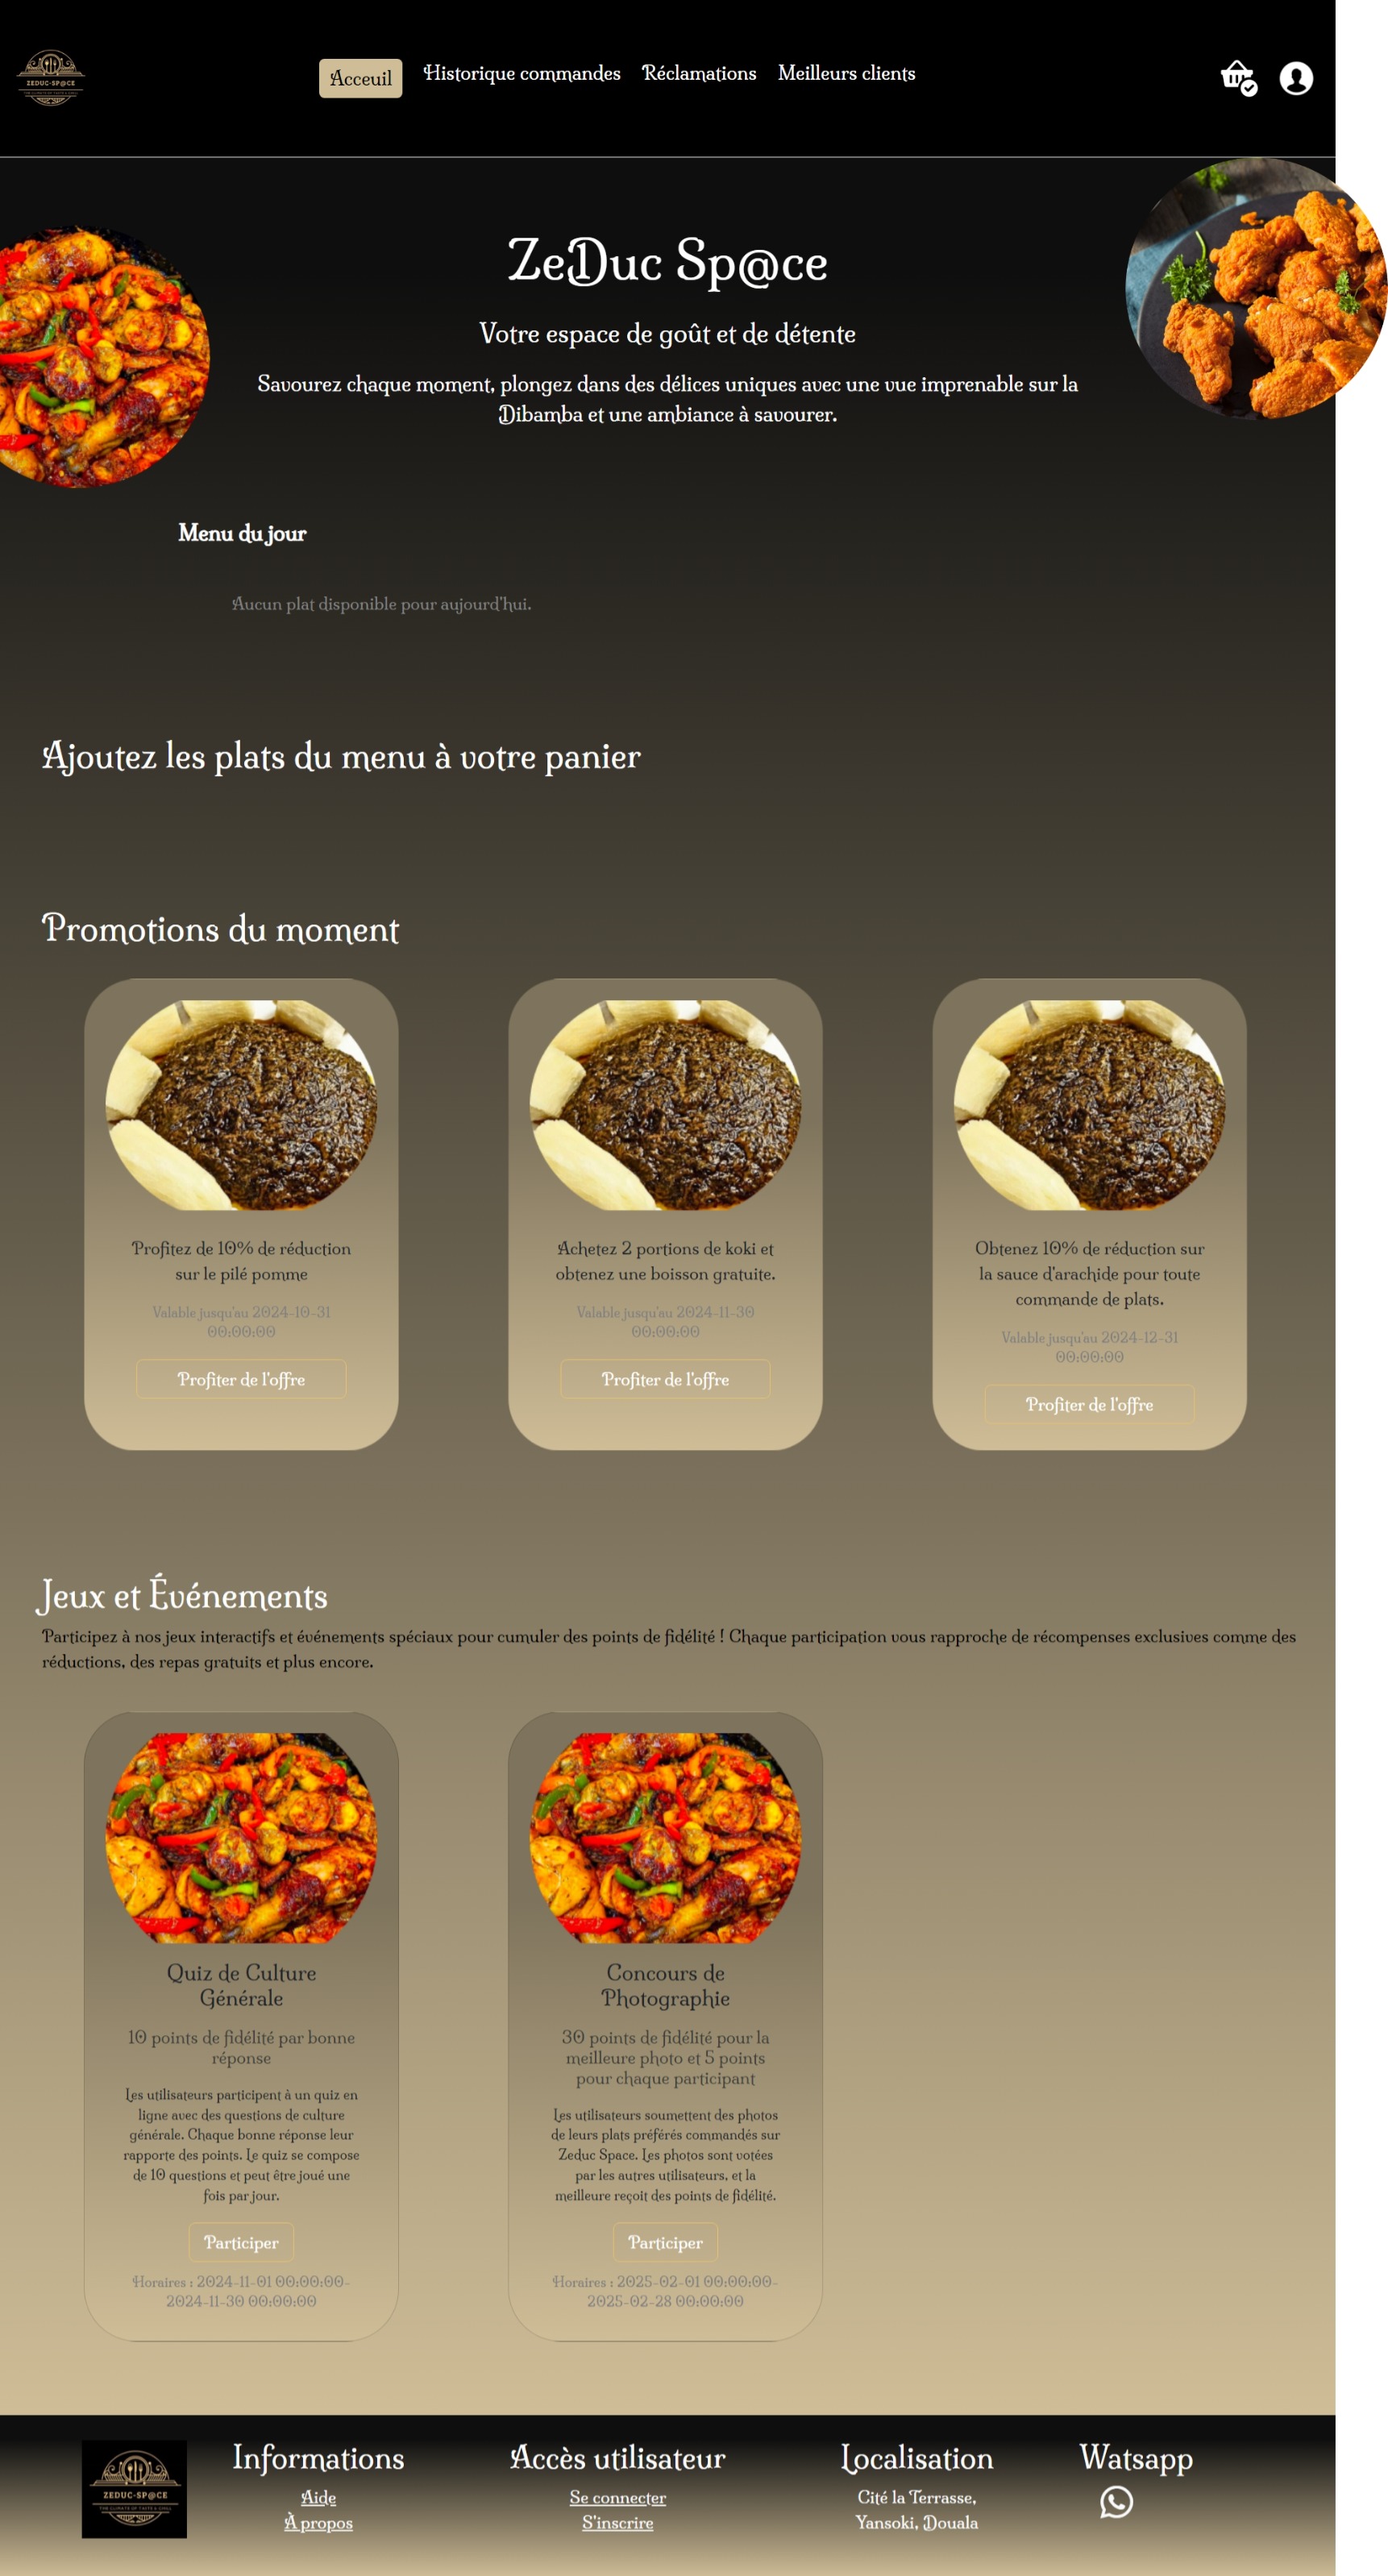 ZEDUC-SP@CE
Acceuil
Historique commandes
Réclamations
Meilleurs clients
ZeDuc Sp@ce
Votre espace de goût et de détente
Savourez chaque moment, plongez dans des délices uniques avec une vue imprenable sur la
Dibamba et une ambiance à savourer.
Menu du jour
Aucun plat disponible pour aujourd'hui.
Ajoutez les plats du menu à votre panier
Promotions du moment
Profitez de 10% de réduction
sur le pilé pomme
Valable jusqu'au 2024-10-31
00:00:00
Profiter de l'offre
Achetez 2 portions de koki et
obtenez une boisson gratuite.
Valable jusqu'au 2024-11-30
00:00:00
Profiter de l'offre
Obtenez 10% de réduction sur
la sauce d'arachide pour toute
commande de plats.
Valable jusqu'au 2024-12-31
00:00:00
Profiter de l'offre
Jeux et Événements
Participez à nos jeux interactifs et événements spéciaux pour cumuler des points de fidélité ! Chaque participation vous rapproche de récompenses exclusives comme des
réductions, des repas gratuits et plus encore.
Quiz de Culture
Générale
10 points de fidélité par bonne
réponse
Les utilisateurs participent à un quiz en
ligne avec des questions de culture
générale. Chaque bonne réponse leur
rapporte des points. Le quiz se compose
de 10 questions et peut être joué une
fois par jour.
Participer
Horaires : 2024-11-01 00:00:00-
2024-11-30 00:00:00
Concours de
Photographie
30 points de fidélité pour la
meilleure photo et 5 points
pour chaque participant
Les utilisateurs soumettent des photos
de leurs plats préférés commandés sur
Zeduc Space. Les photos sont votées
par les autres utilisateurs, et la
meilleure reçoit des points de fidélité.
Participer
Horaires : 2025-02-01 00:00:00-
2025-02-28 00:00:00
ZEDUC-SP@CE
Informations
Aide
À propos
Accès utilisateur
Se connecter
S'inscrire
Localisation
Cité la Terrasse,
Yansoki, Douala
Watsapp